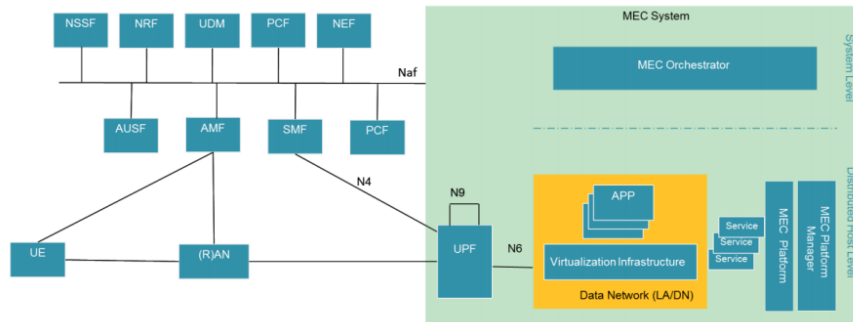 NSSF
NRF
UDM
PCF
NEF
MEC System
MEC Orchestrator
System Level
Naf
AUSF
AMF
SMF
PCF
N4
N9
N6
UE
(R)AN
UPF
APP
Virtualization Infrastructure
Data Network (LA/DN)
Service
Service
Service
MEC Platform
MEC Platform
Manager
Distributed Host Level